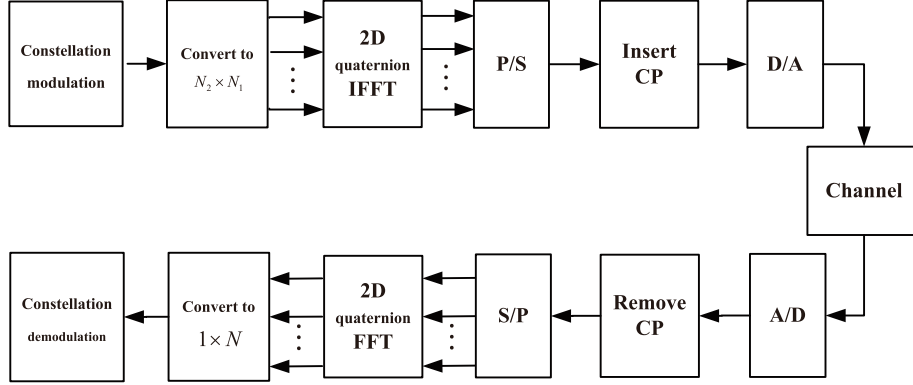 Constellation
modulation
Convert to
N₂ × N₁
2D
quaternion
IFFT
P/S
Insert
CP
D/A
Channel
Constellation
demodulation
Convert to
1 × N
2D
quaternion
FFT
S/P
Remove
CP
A/D